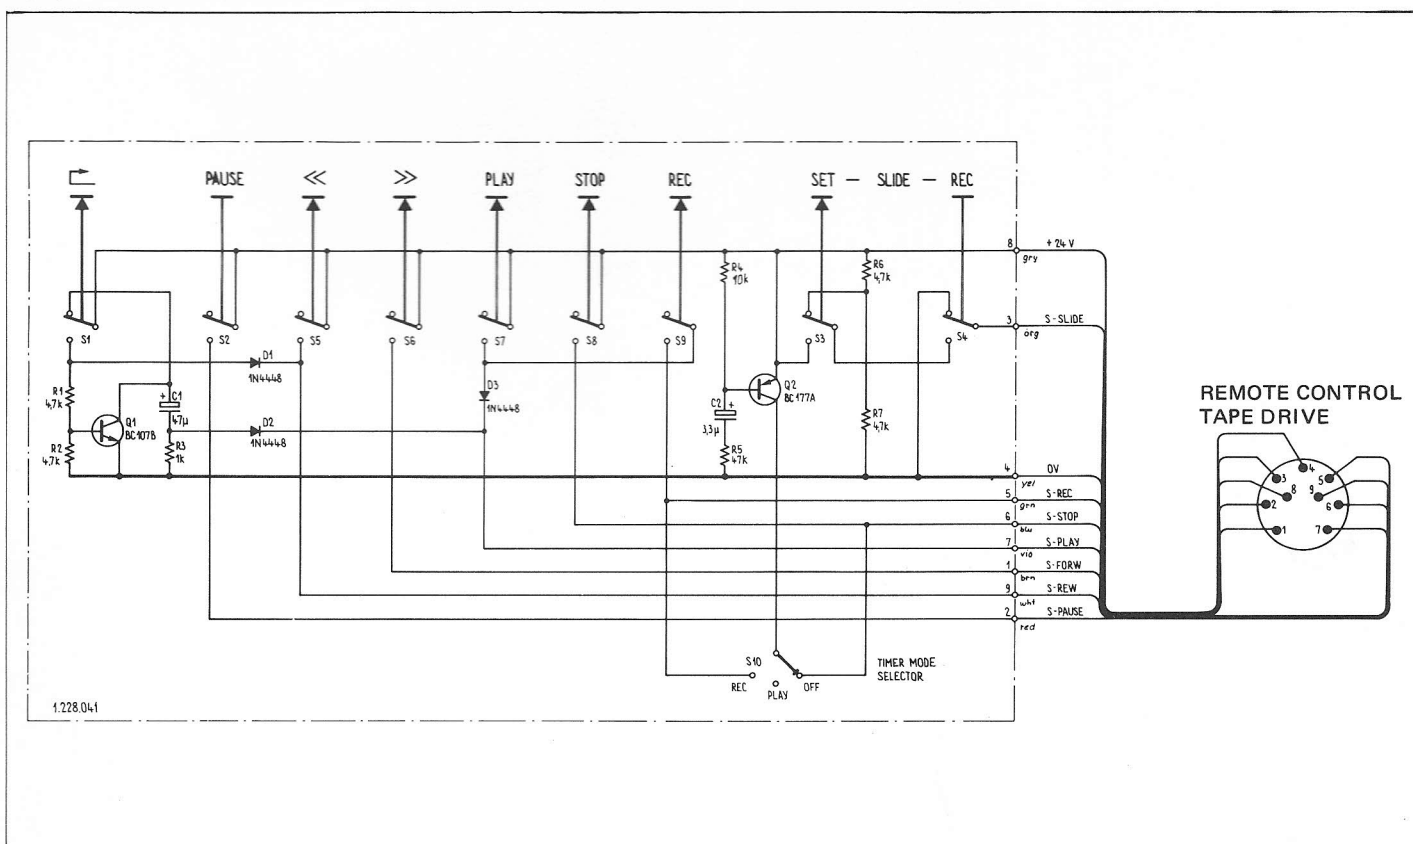 PAUSE << >> PLAY STOP REC SET – SLIDE – REC
8 +24V
gry
R4
10k
R6
4,7k
3 S-SLIDE
org
S1 S2 S5 S6 S7 S8 S9 S3 S4
D1
1N4448
D3
1N4448
Q2
BC177A
R1
4,7k
+ C1
47µ
Q1
BC107B
D2
1N4448
C2 +
3,3µ
R7
4,7k
R2
4,7k
R3
1k
R5
47k
4 0V
yel
5 S-REC
grn
6 S-STOP
blu
7 S-PLAY
vio
1 S-FORW
brn
9 S-REW
wht
2 S-PAUSE
red
S10
REC PLAY OFF
TIMER MODE
SELECTOR
1.228.041
REMOTE CONTROL
TAPE DRIVE
4
3 5
8 9
2 6
1 7